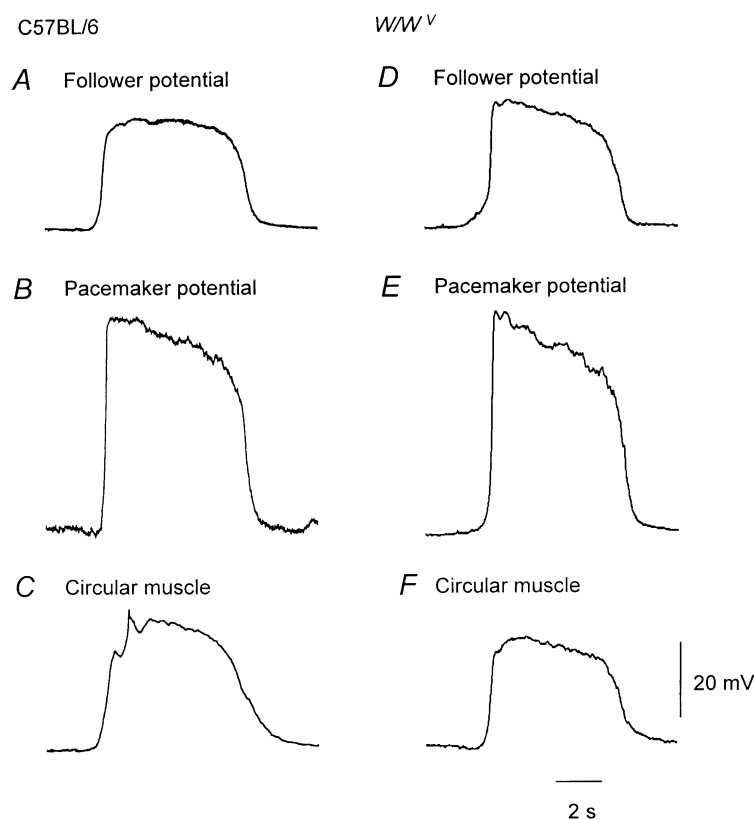 C57BL/6
W/W V
A Follower potential
D Follower potential
B Pacemaker potential
E Pacemaker potential
C Circular muscle
F Circular muscle
20 mV
2 s